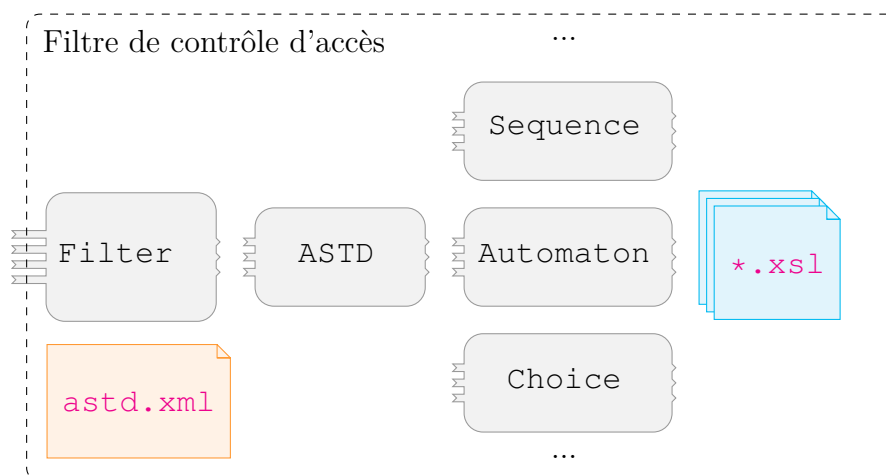 Filtre de contrôle d'accès
...
Sequence
Filter
ASTD
Automaton
*.xsl
Choice
astd.xml
...